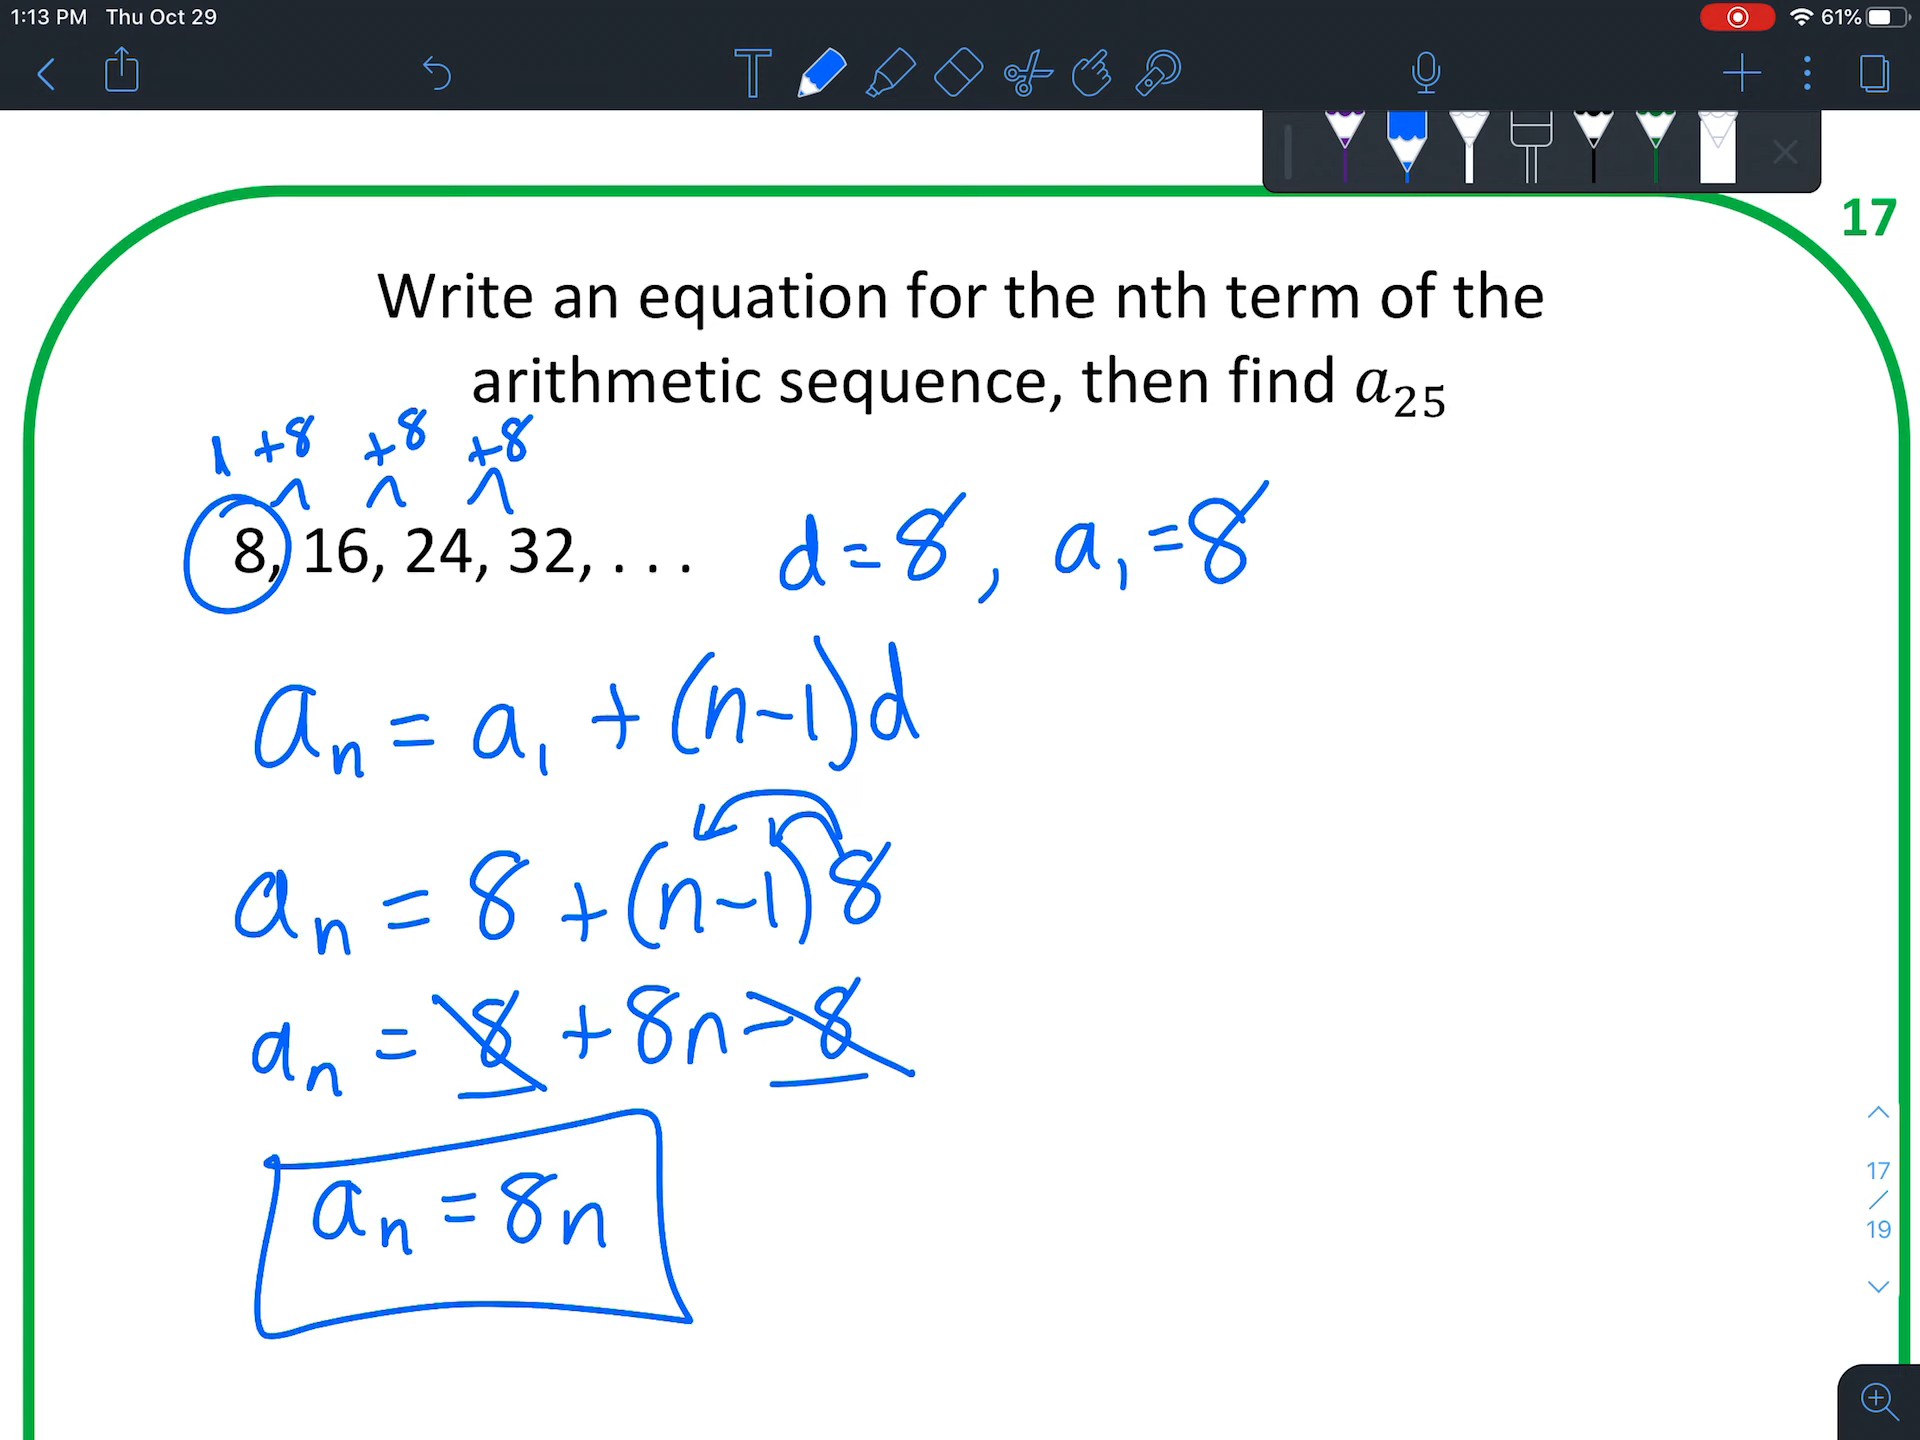 1:13 PM Thu Oct 29
61%
T
17
Write an equation for the nth term of the
arithmetic sequence, then find a₂₅
1 +8 +8 +8
8, 16, 24, 32, . . . d = 8, a₁ = 8
aₙ = a₁ + (n-1)d
aₙ = 8 + (n-1)8
aₙ = 8 + 8n - 8
aₙ = 8n
17
/
19